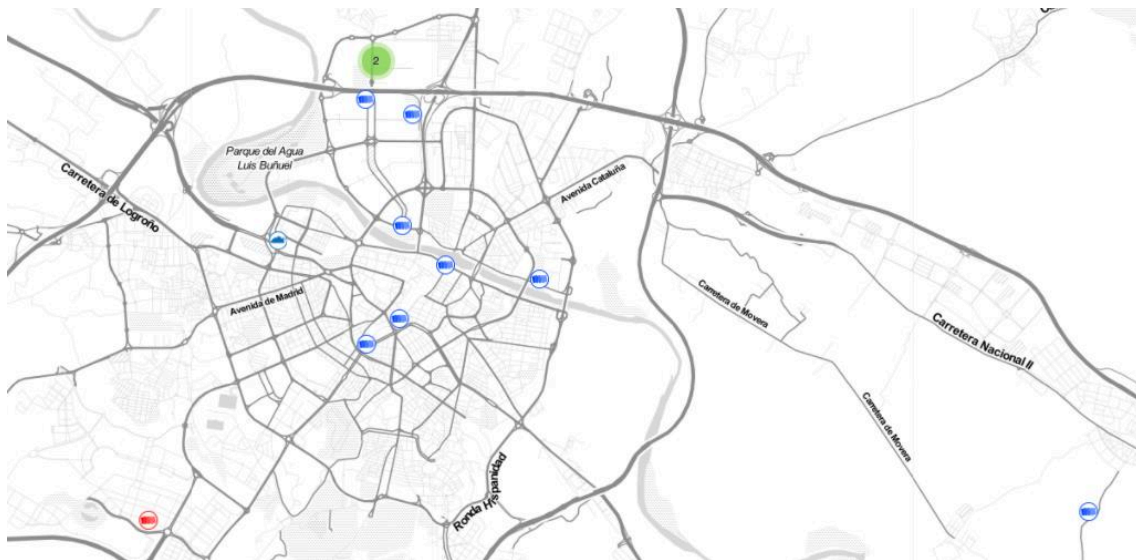 2
Parque del Agua
Luis Buñuel
Carretera de Logroño
Avenida Cataluña
Avenida de Madrid
Carretera de Movera
Carretera Nacional II
Carretera de Movera
Ronda Hispanidad